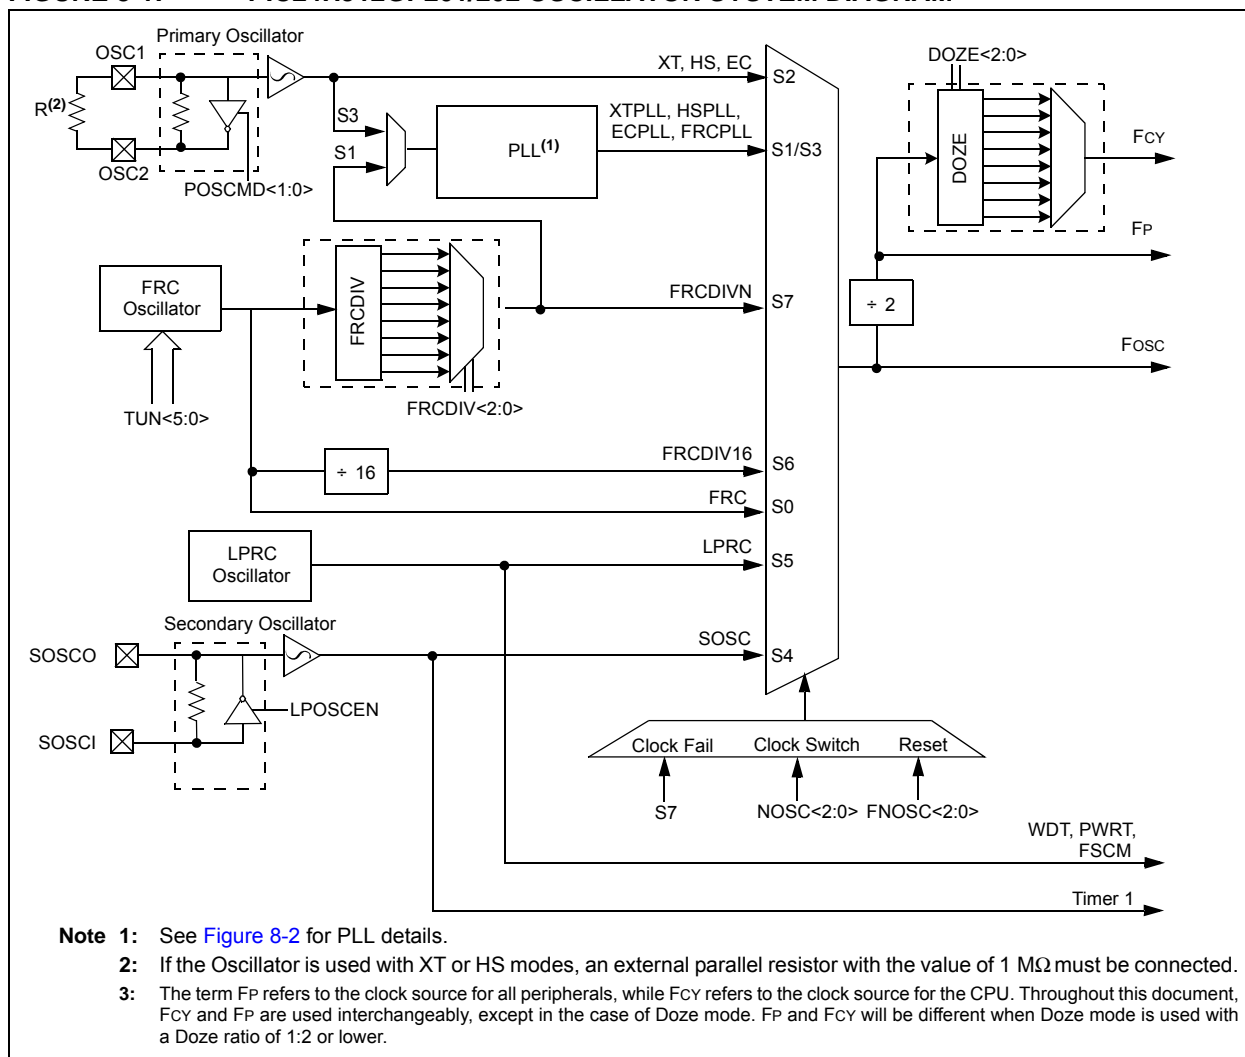 Primary Oscillator
OSC1
R(2)
OSC2
POSCMD<1:0>
S3
S1
PLL(1)
XT, HS, EC
XTPLL, HSPLL,
ECPLL, FRCPLL
S2
S1/S3
DOZE<2:0>
DOZE
FCY
FP
÷ 2
FOSC
FRC
Oscillator
TUN<5:0>
FRCDIV
FRCDIV<2:0>
FRCDIVN
S7
÷ 16
FRCDIV16
S6
FRC
S0
LPRC
Oscillator
LPRC
S5
Secondary Oscillator
SOSCO
SOSCI
LPOSCEN
SOSC
S4
Clock Fail
Clock Switch
Reset
S7
NOSC<2:0>
FNOSC<2:0>
WDT, PWRT,
FSCM
Timer 1
Note 1: See Figure 8-2 for PLL details.
2: If the Oscillator is used with XT or HS modes, an external parallel resistor with the value of 1 MΩ must be connected.
3: The term FP refers to the clock source for all peripherals, while FCY refers to the clock source for the CPU. Throughout this document,
FCY and FP are used interchangeably, except in the case of Doze mode. FP and FCY will be different when Doze mode is used with
a Doze ratio of 1:2 or lower.